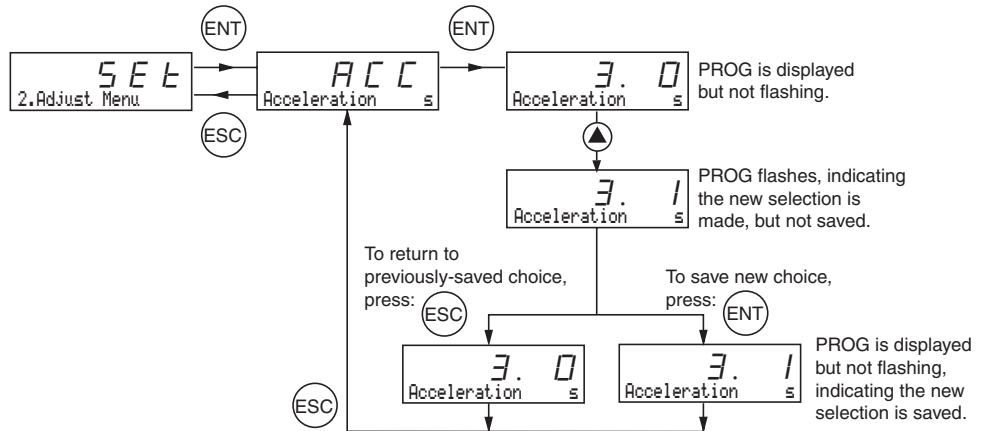 ENT
ENT
SEt
2.Adjust Menu
ACC
Acceleration s
3. 0
Acceleration s
PROG is displayed
but not flashing.
ESC
3. 1
Acceleration s
PROG flashes, indicating
the new selection is
made, but not saved.
To return to
previously-saved choice,
press:
ESC
To save new choice,
press:
ENT
3. 0
Acceleration s
3. 1
Acceleration s
PROG is displayed
but not flashing,
indicating the new
selection is saved.
ESC